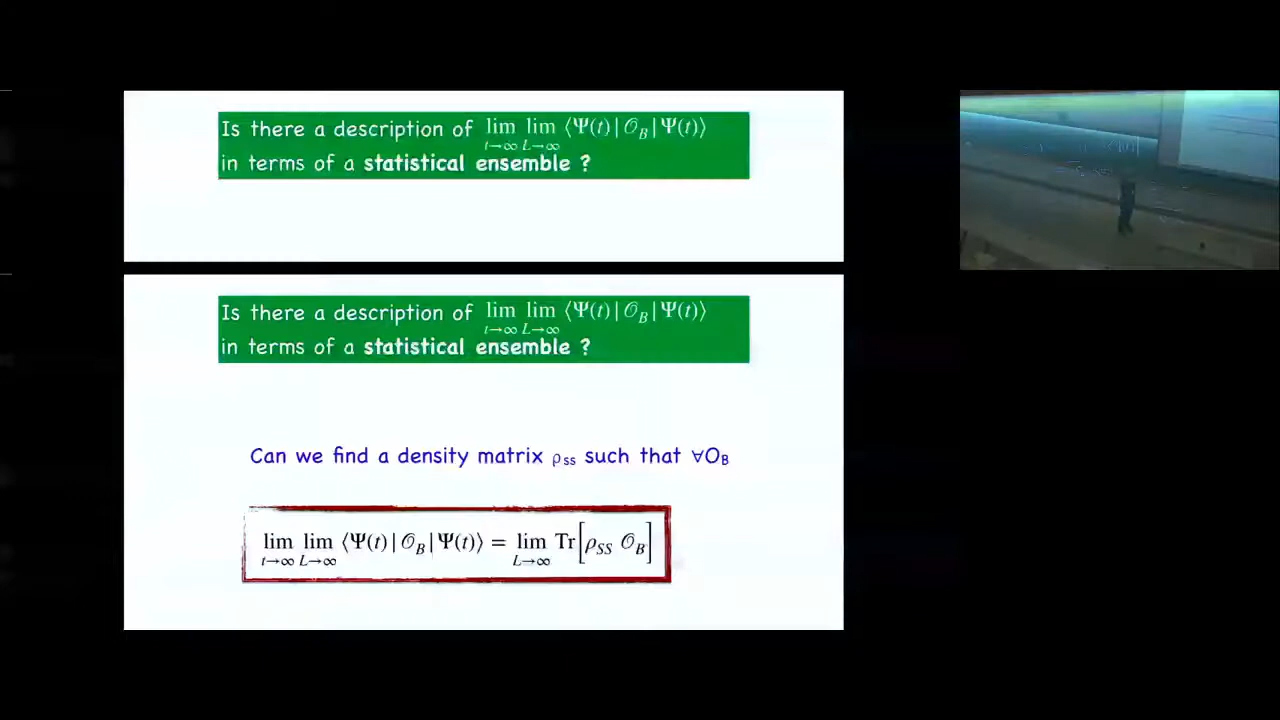 Is there a description of lim lim ⟨Ψ(t)|𝒪_B|Ψ(t)⟩
t→∞ L→∞
in terms of a statistical ensemble ?
Is there a description of lim lim ⟨Ψ(t)|𝒪_B|Ψ(t)⟩
t→∞ L→∞
in terms of a statistical ensemble ?
Can we find a density matrix ρss such that ∀O_B
lim lim ⟨Ψ(t)|𝒪_B|Ψ(t)⟩ = lim Tr[ρ_SS 𝒪_B]
t→∞ L→∞ L→∞